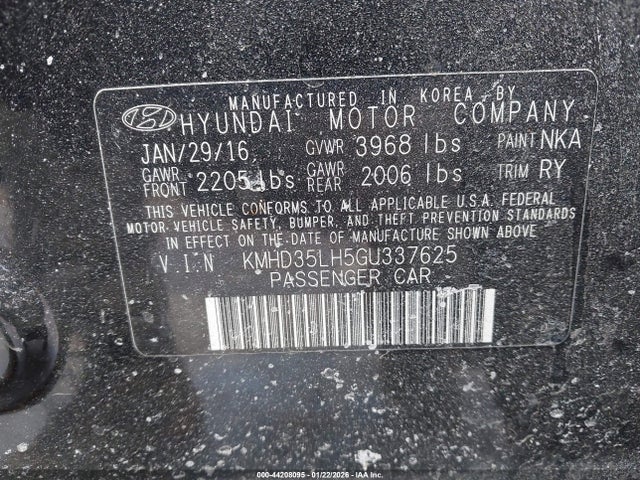 MANUFACTURED IN KOREA BY
HYUNDAI MOTOR COMPANY
JAN/29/16 GVWR 3968 lbs PAINT NKA
GAWR FRONT 2205 lbs GAWR REAR 2006 lbs TRIM RY
THIS VEHICLE CONFORMS TO ALL APPLICABLE U.S.A. FEDERAL
MOTOR VEHICLE SAFETY, BUMPER, AND THEFT PREVENTION STANDARDS
IN EFFECT ON THE DATE OF MANUFACTURE SHOWN ABOVE
V.I.N KMHD35LH5GU337625
PASSENGER CAR
000-44208095 - 01/22/2026 - IAA Inc.